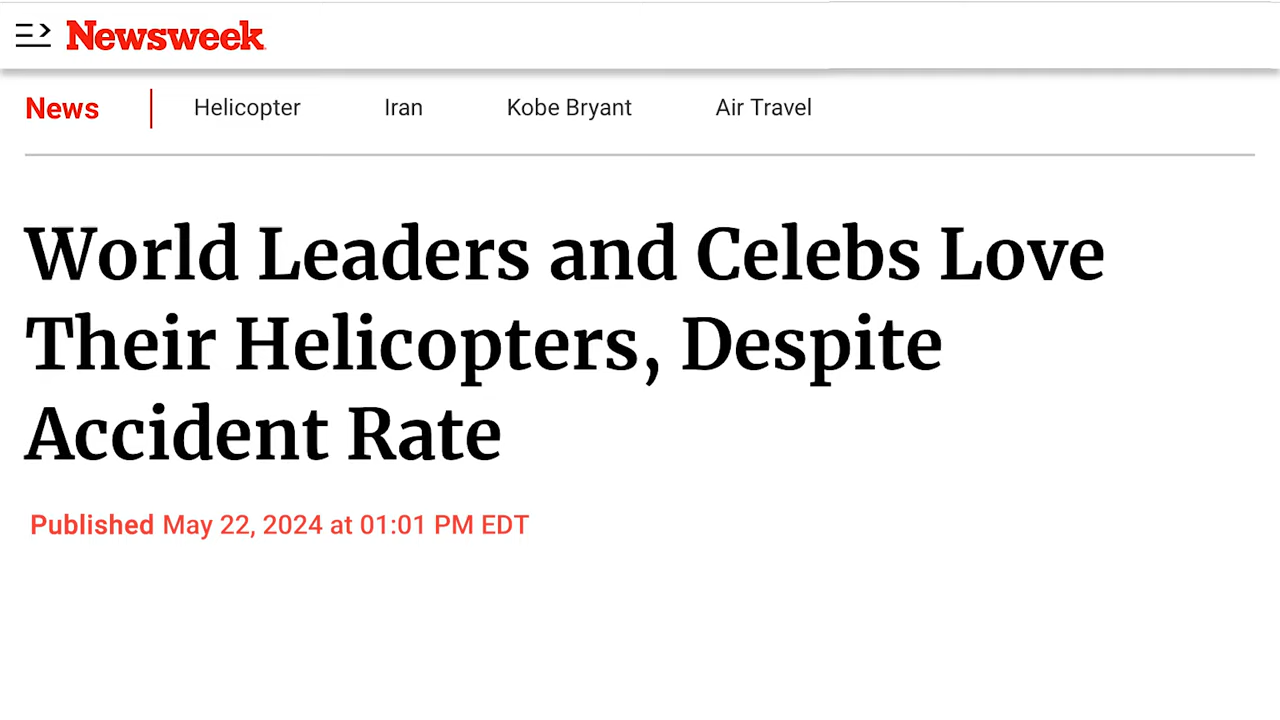 Newsweek
News Helicopter Iran Kobe Bryant Air Travel
World Leaders and Celebs Love
Their Helicopters, Despite
Accident Rate
Published May 22, 2024 at 01:01 PM EDT